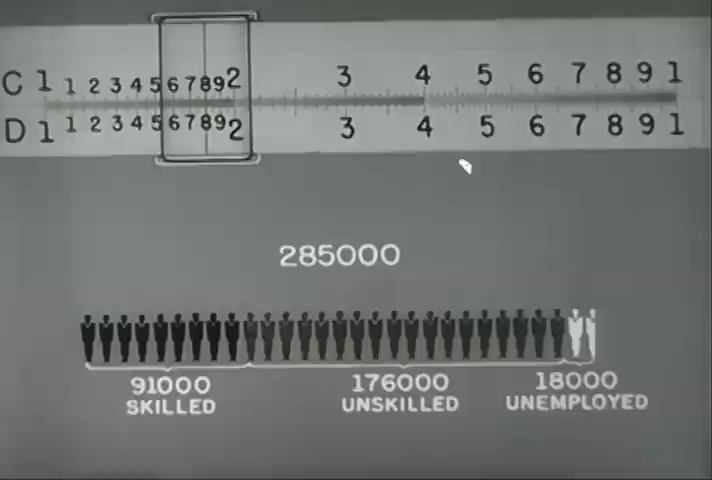 C 1 1 2 3 4 5 6 7 8 9 2 3 4 5 6 7 8 9 1
D 1 1 2 3 4 5 6 7 8 9 2 3 4 5 6 7 8 9 1
285000
91000 176000 18000
SKILLED UNSKILLED UNEMPLOYED